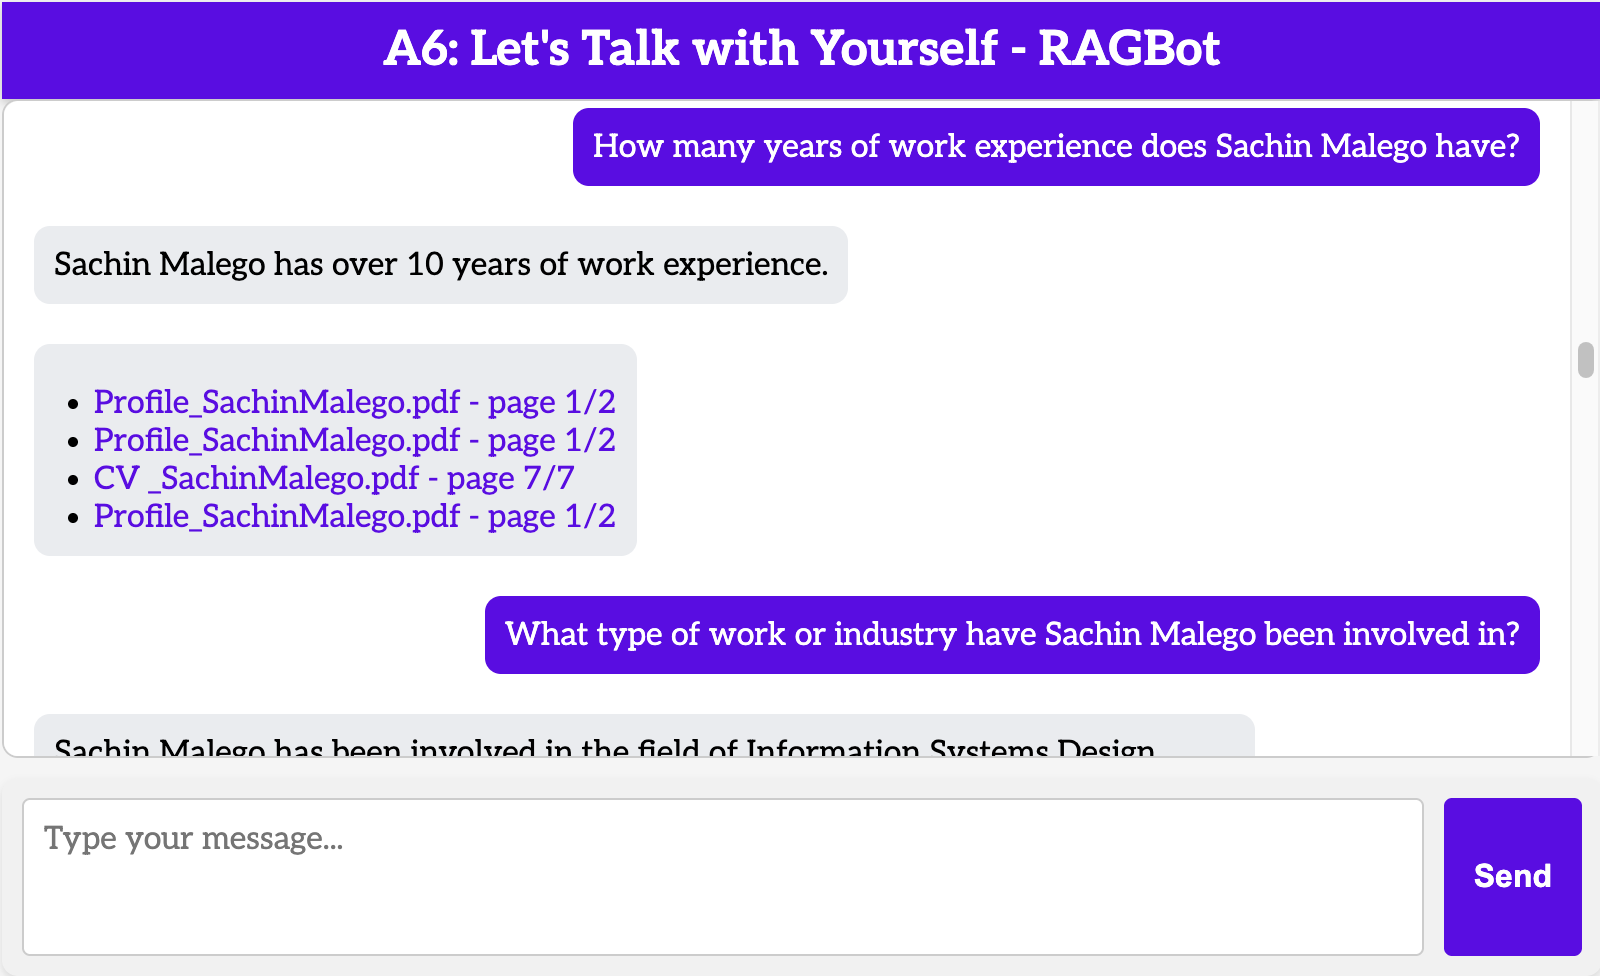 A6: Let's Talk with Yourself - RAGBot
How many years of work experience does Sachin Malego have?
Sachin Malego has over 10 years of work experience.
Profile_SachinMalego.pdf - page 1/2
Profile_SachinMalego.pdf - page 1/2
CV _SachinMalego.pdf - page 7/7
Profile_SachinMalego.pdf - page 1/2
What type of work or industry have Sachin Malego been involved in?
Sachin Malego has been involved in the field of Information Systems Design
Type your message...
Send